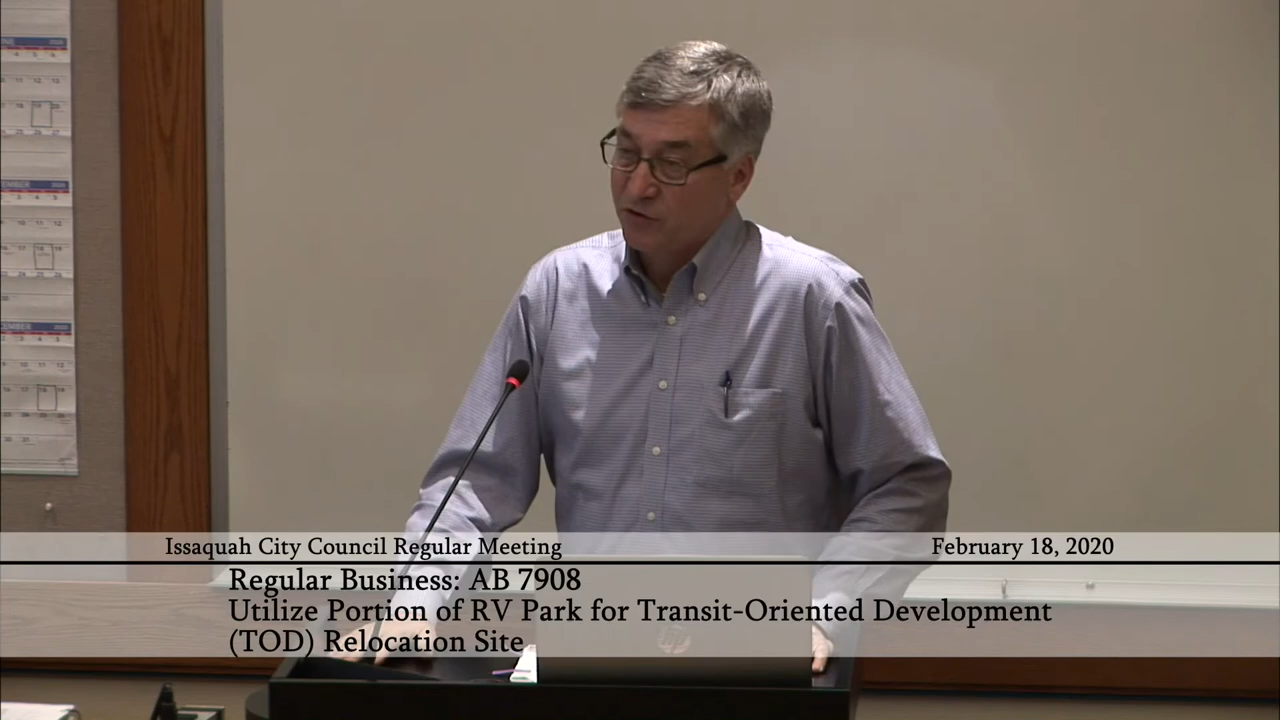 Issaquah City Council Regular Meeting
February 18, 2020
Regular Business: AB 7908
Utilize Portion of RV Park for Transit-Oriented Development
(TOD) Relocation Site